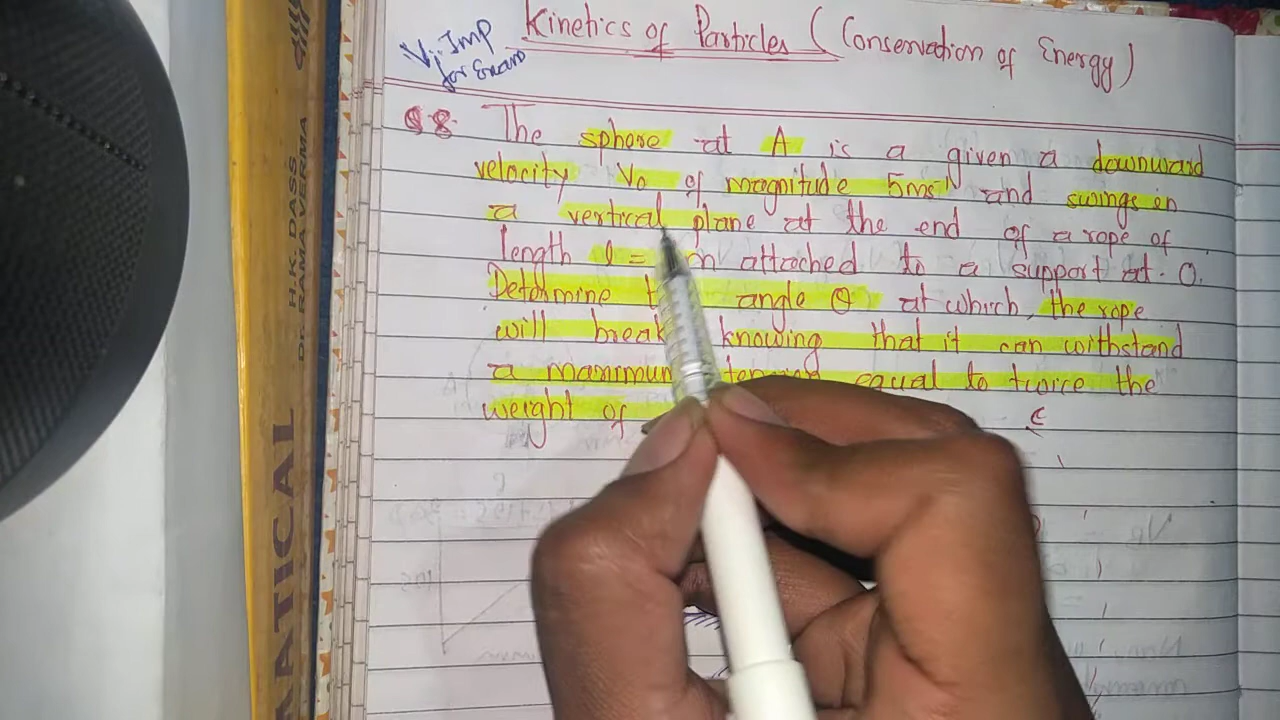 V. Imp
for Exam
Kinetics of Particles (Conservation of Energy)
Q8. The sphere at A is a given a downward
velocity V0 of magnitude 5ms-1 and swings in
a vertical plane at the end of a rope of
length l = attached to a support at O.
Determine angle θ at which, the rope
will break knowing that it can withstand
a maximum tension equal to twice the
weight of
H.K. DASS
Dr. RAMA VERMA